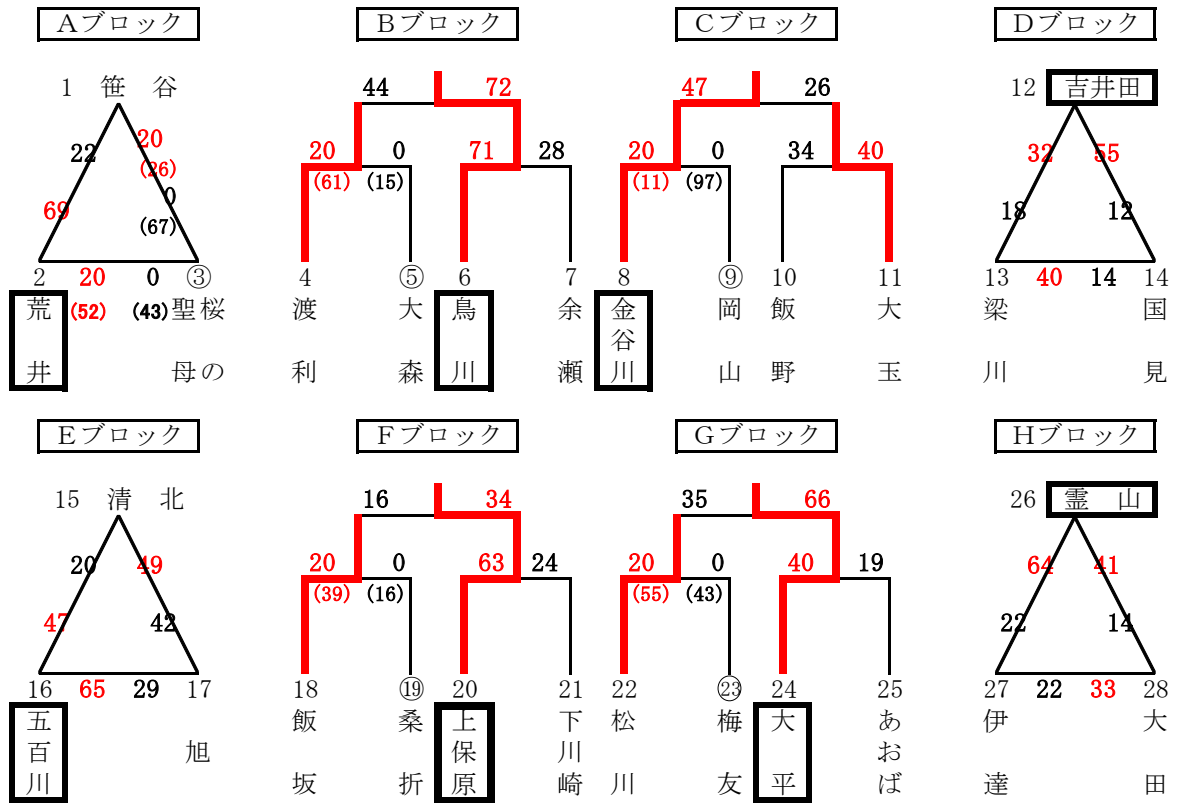 Ａブロック Ｂブロック Ｃブロック Ｄブロック
1 笹 谷 44 72 47 26 12 吉井田
22 20 (26) 20 (61) 0 (15) 71 28 20 (11) 0 (97) 34 40 32 55
69 0 (67) 18 12
2 20 (52) 0 (43) ③ 4 ⑤ 6 7 8 ⑨ 10 11 13 40 14 14
荒井 聖母 桜の 渡利 大森 鳥川 余瀬 金谷川 岡山 飯野 大玉 梁川 国見
Ｅブロック Ｆブロック Ｇブロック Ｈブロック
15 清 北 16 34 35 66 26 霊 山
20 49 20 (39) 0 (16) 63 24 20 (55) 0 (43) 40 19 64 41
47 42 22 14
16 65 29 17 18 ⑲ 20 21 22 ㉓ 24 25 27 22 33 28
五百川 旭 飯坂 桑折 上保原 下川崎 松川 梅友 大平 あおば 伊達 大田